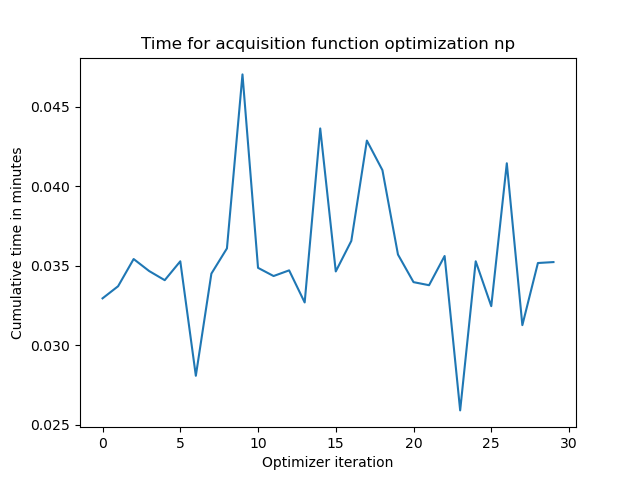 Time for acquisition function optimization np
Cumulative time in minutes
0.045
0.040
0.035
0.030
0.025
0 5 10 15 20 25 30
Optimizer iteration